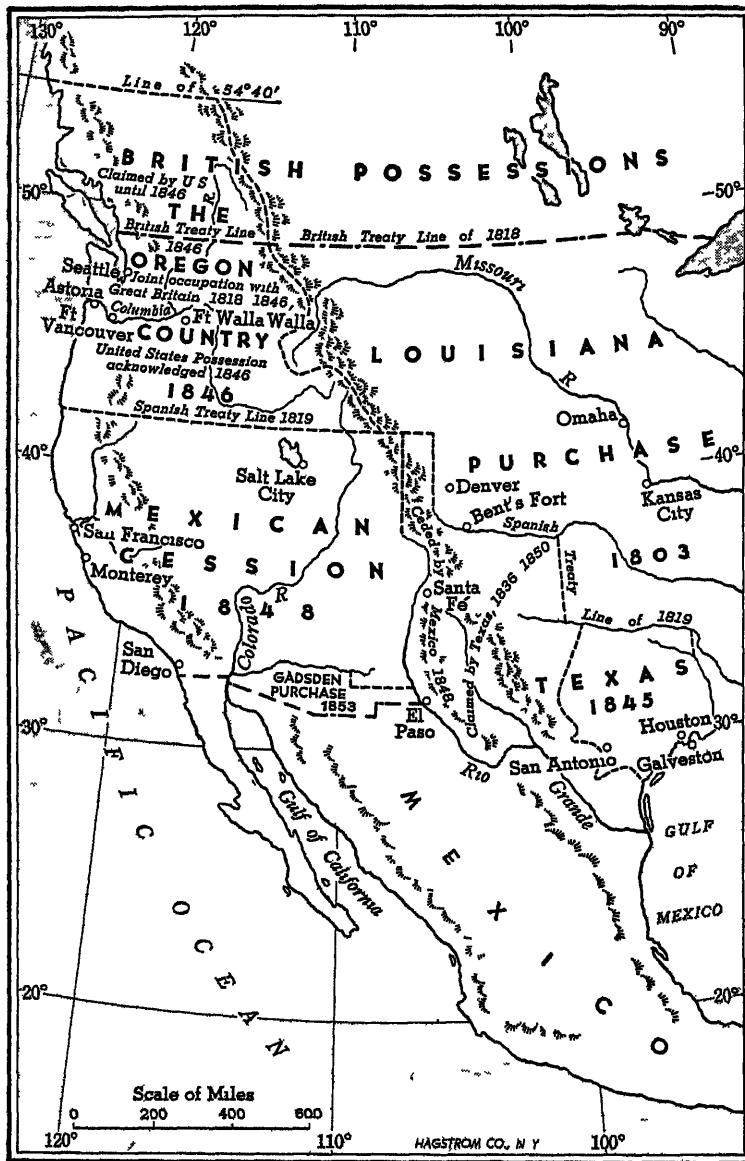 130° 120° 110° 100° 90°
Line of 54°40'
BRITISH POSSESSIONS
Claimed by U S
until 1846
50° 50°
R.
THE
British Treaty Line
1846
British Treaty Line of 1818
OREGON
Seattle
Joint occupation with
Great Britain 1818 1846,
Astoria
Columbia
Ft Walla Walla
Ft
Vancouver
COUNTRY
United States Possession
acknowledged 1846
1846
Missouri
R
LOUISIANA
PURCHASE
1803
Spanish Treaty Line 1819
Omaha
40° 40°
Salt Lake
City
Denver
Bent's Fort
Kansas
City
Spanish
Treaty
Line of 1819
MEXICAN
CESSION
1848
San Francisco
Monterey
Colorado
R
Ceded by
Mexico 1848.
Santa
Fe
Claimed by Texas, 1836 1850
San
Diego
GADSDEN
PURCHASE
1853
El
Paso
TEXAS
1845
30° 30°
Houston
San Antonio
Galveston
Rio
Grande
PACIFIC OCEAN
Gulf of California
MEXICO
GULF
OF
MEXICO
20° 20°
Scale of Miles
0 200 400 600
120° 110° 100°
HAGSTROM CO., N Y